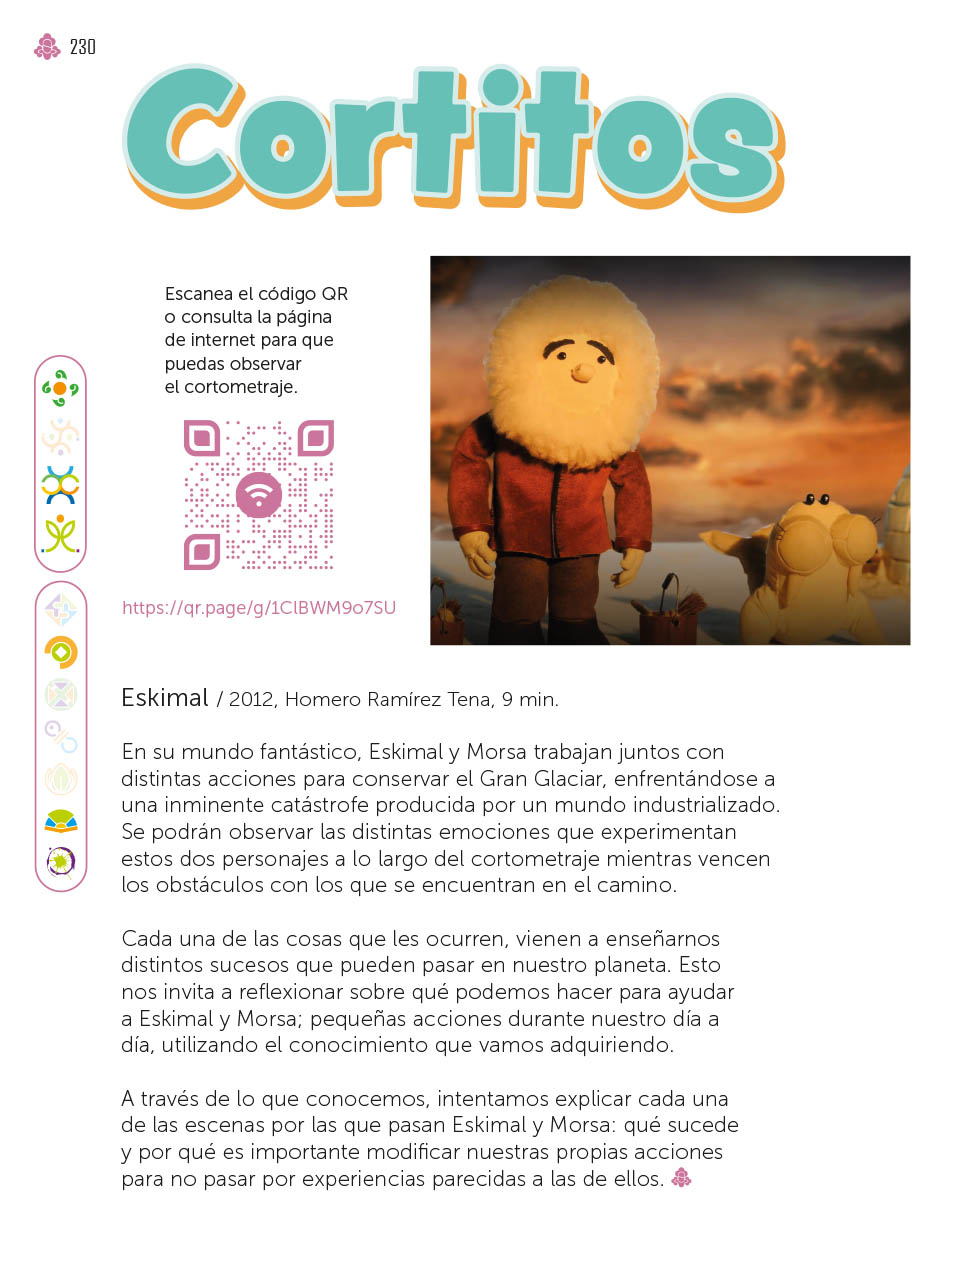 230
Cortitos
Escanea el código QR
o consulta la página
de internet para que
puedas observar
el cortometraje.
https://qr.page/g/1ClBWM9o7SU
Eskimal / 2012, Homero Ramírez Tena, 9 min.
En su mundo fantástico, Eskimal y Morsa trabajan juntos con
distintas acciones para conservar el Gran Glaciar, enfrentándose a
una inminente catástrofe producida por un mundo industrializado.
Se podrán observar las distintas emociones que experimentan
estos dos personajes a lo largo del cortometraje mientras vencen
los obstáculos con los que se encuentran en el camino.
Cada una de las cosas que les ocurren, vienen a enseñarnos
distintos sucesos que pueden pasar en nuestro planeta. Esto
nos invita a reflexionar sobre qué podemos hacer para ayudar
a Eskimal y Morsa; pequeñas acciones durante nuestro día a
día, utilizando el conocimiento que vamos adquiriendo.
A través de lo que conocemos, intentamos explicar cada una
de las escenas por las que pasan Eskimal y Morsa: qué sucede
y por qué es importante modificar nuestras propias acciones
para no pasar por experiencias parecidas a las de ellos.